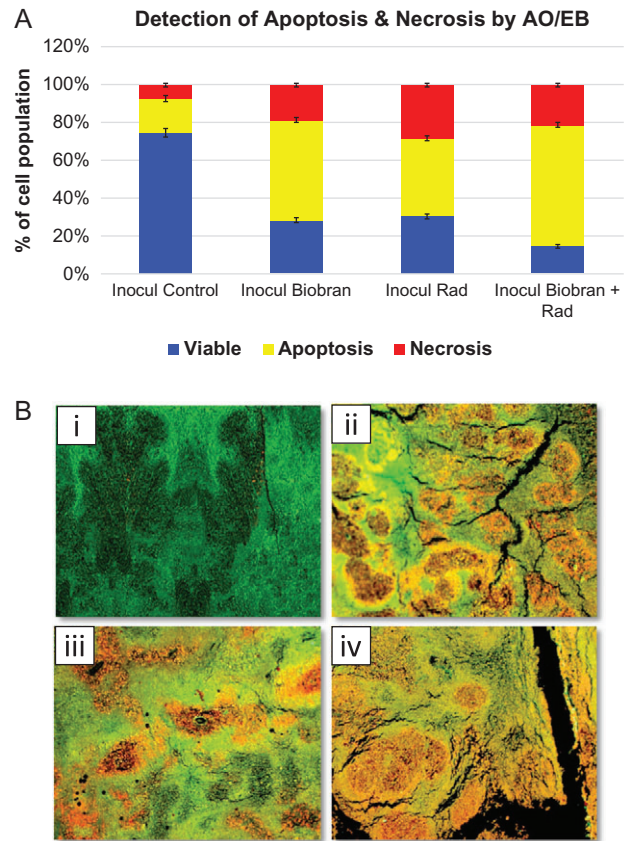 A
Detection of Apoptosis & Necrosis by AO/EB
% of cell population
120%
100%
80%
60%
40%
20%
0%
Inocul Control
Inocul Biobran
Inocul Rad
Inocul Biobran +
Rad
Viable
Apoptosis
Necrosis
B
i
ii
iii
iv